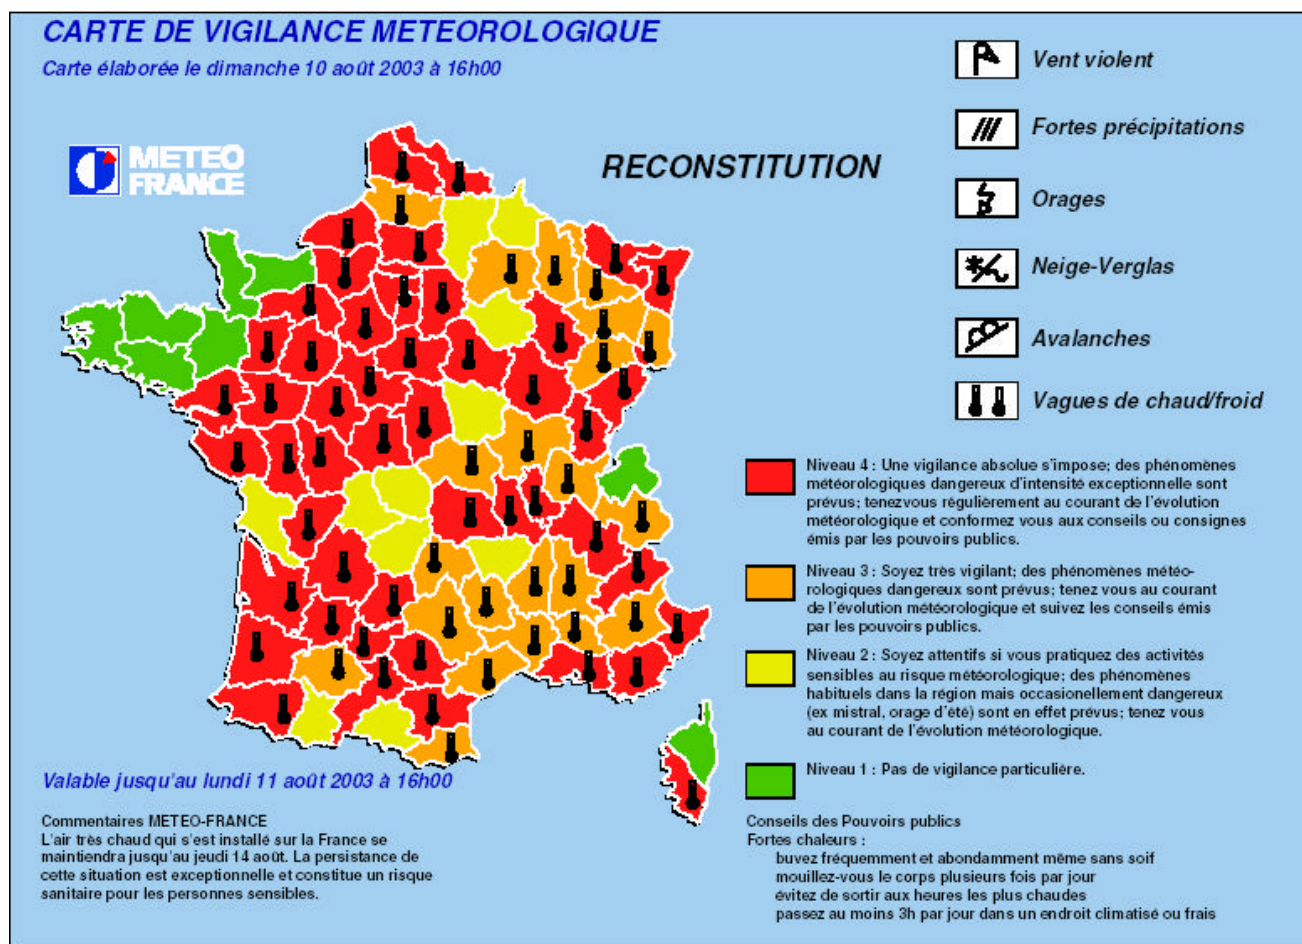 CARTE DE VIGILANCE METEOROLOGIQUE
Carte élaborée le dimanche 10 août 2003 à 16h00
METEO
FRANCE
RECONSTITUTION
Vent violent
Fortes précipitations
Orages
Neige-Verglas
Avalanches
Vagues de chaud/froid
Niveau 4 : Une vigilance absolue s'impose; des phénomènes
météorologiques dangereux d'intensité exceptionnelle sont
prévus; tenezvous régulièrement au courant de l'évolution
météorologique et conformez vous aux conseils ou consignes
émis par les pouvoirs publics.
Niveau 3 : Soyez très vigilant; des phénomènes météo-
rologiques dangereux sont prévus; tenez vous au courant
de l'évolution météorologique et suivez les conseils émis
par les pouvoirs publics.
Niveau 2 : Soyez attentifs si vous pratiquez des activités
sensibles au risque météorologique; des phénomènes
habituels dans la région mais occasionellement dangereux
(ex mistral, orage d'été) sont en effet prévus; tenez vous
au courant de l'évolution météorologique.
Niveau 1 : Pas de vigilance particulière.
Valable jusqu'au lundi 11 août 2003 à 16h00
Commentaires METEO-FRANCE
L'air très chaud qui s'est installé sur la France se
maintiendra jusqu'au jeudi 14 août. La persistance de
cette situation est exceptionnelle et constitue un risque
sanitaire pour les personnes sensibles.
Conseils des Pouvoirs publics
Fortes chaleurs :
buvez fréquemment et abondamment même sans soif
mouillez-vous le corps plusieurs fois par jour
évitez de sortir aux heures les plus chaudes
passez au moins 3h par jour dans un endroit climatisé ou frais